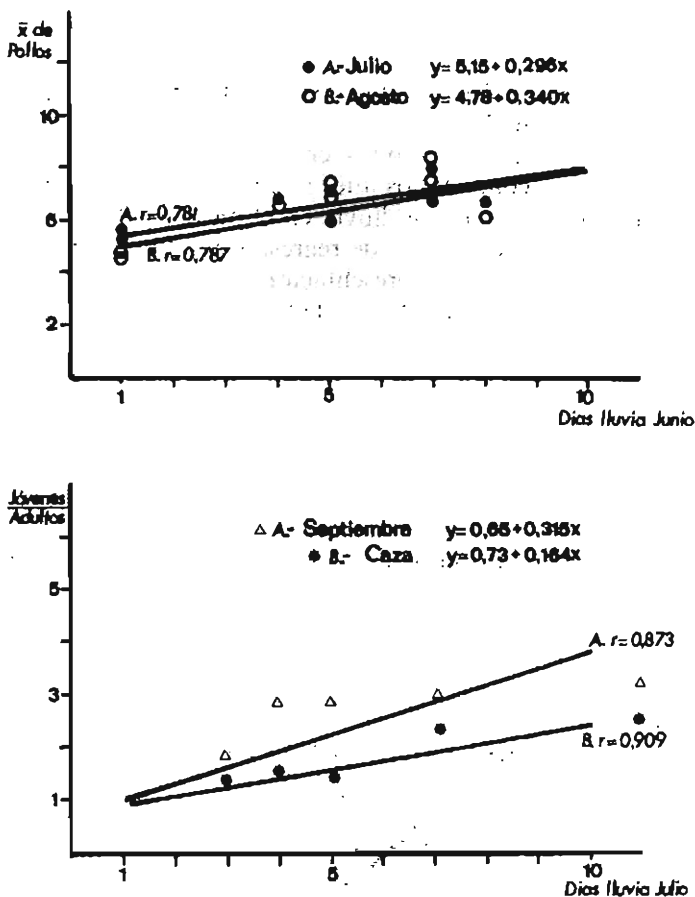 x̄ de
Pollos
● A.-Julio y=5,15+0,296x
○ B.-Agosto y=4,78+0,340x
10
6
2
A. r=0,781
B. r=0,787
1 5 10
Dias lluvia Junio
Jóvenes
Adultos
△ A.- Septiembre y=0,65+0,315x
● B.- Caza y=0,73+0,164x
5
3
1
A. r=0,873
B. r=0,909
1 5 10
Dias lluvia Julio